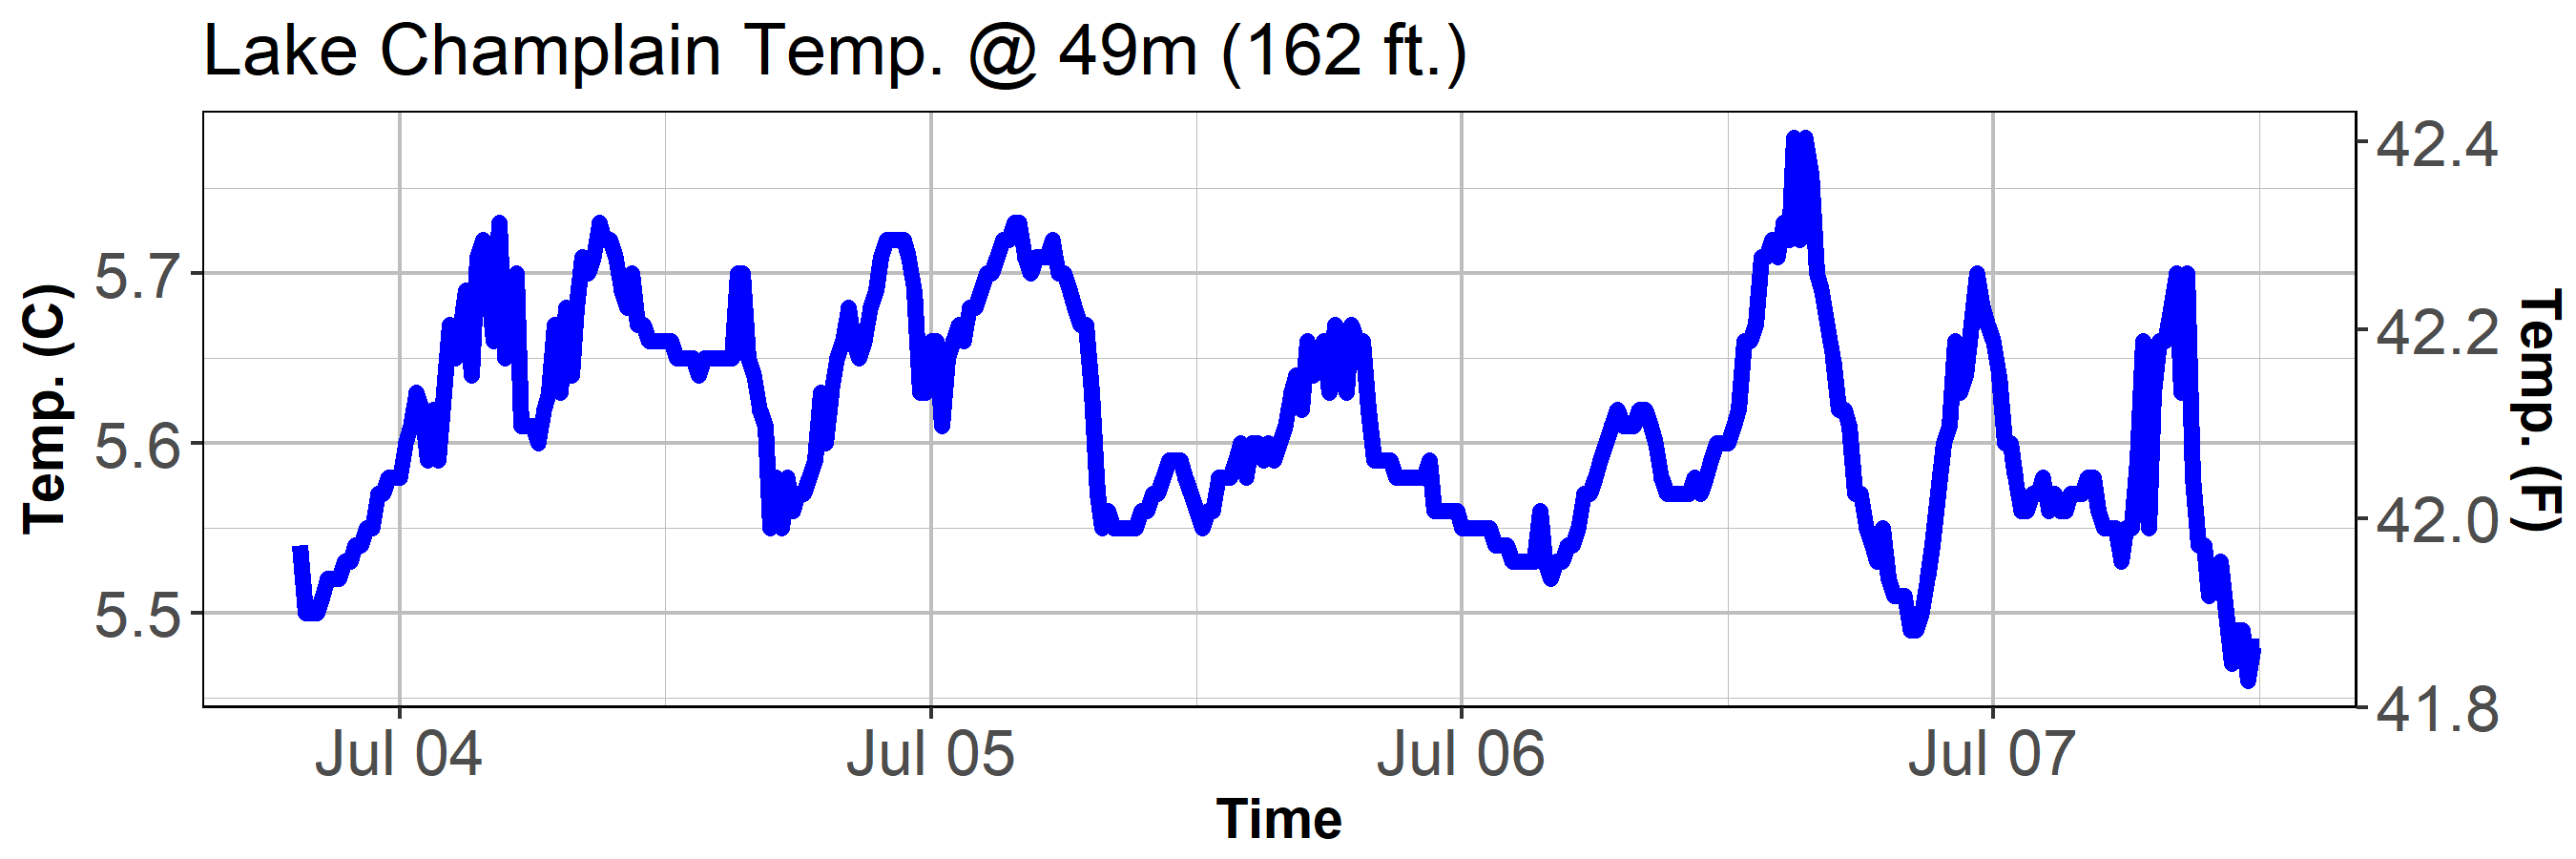 Lake Champlain Temp. @ 49m (162 ft.)
Temp. (C)
5.7
5.6
5.5
42.4
42.2
42.0
41.8
Temp. (F)
Jul 04 Jul 05 Jul 06 Jul 07
Time